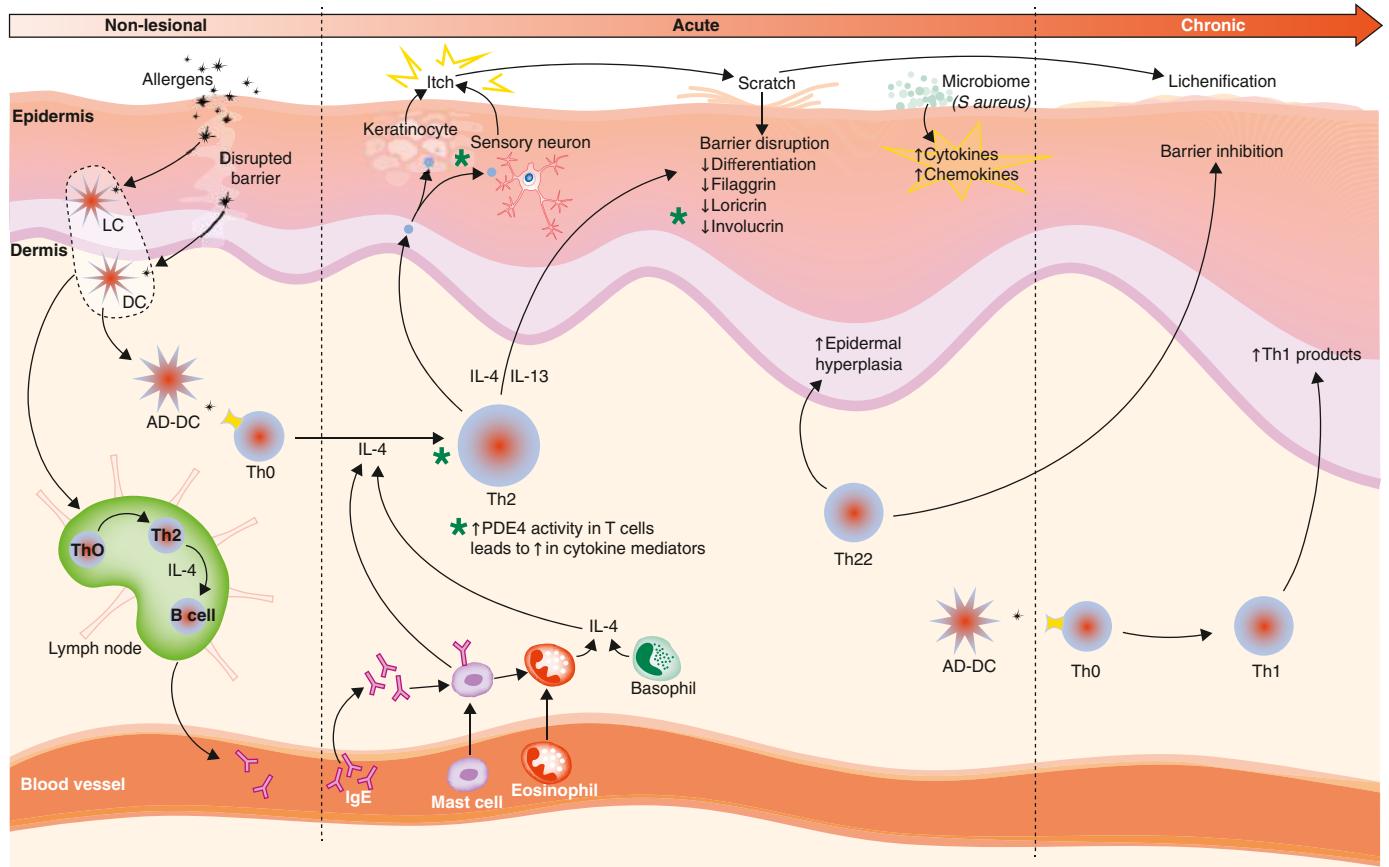 Non-lesional
Acute
Chronic
Allergens
Itch
Scratch
Microbiome
(S aureus)
Lichenification
Epidermis
Keratinocyte
Sensory neuron
*
Disrupted
barrier
Barrier disruption
↓Differentiation
↓Filaggrin
↓Loricrin
↓Involucrin
*
↑Cytokines
↑Chemokines
Barrier inhibition
LC
Dermis
DC
↑Epidermal
hyperplasia
↑Th1 products
IL-4 IL-13
AD-DC
Th0
IL-4
*
Th2
* ↑PDE4 activity in T cells
leads to ↑ in cytokine mediators
ThO
Th2
IL-4
B cell
Lymph node
Th22
IL-4
Basophil
AD-DC
Th0
Th1
Blood vessel
IgE
Mast cell
Eosinophil